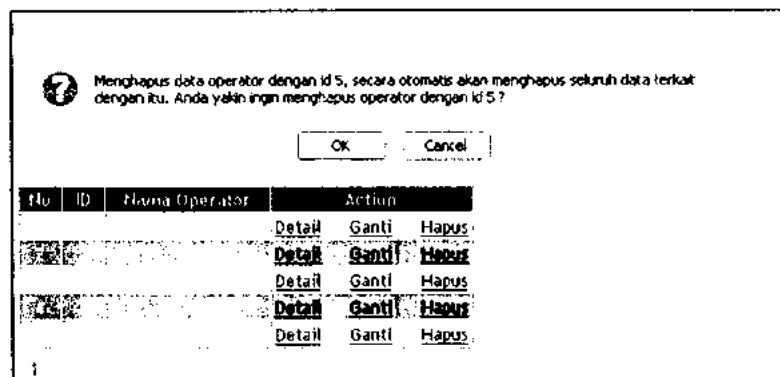 Menghapus data operator dengan id 5, secara otomatis akan menghapus seluruh data terkait
dengan itu. Anda yakin ingin menghapus operator dengan id 5 ?
OK Cancel
No ID Nama Operator Action
Detail Ganti Hapus
Detail Ganti Hapus
Detail Ganti Hapus
Detail Ganti Hapus
Detail Ganti Hapus
1